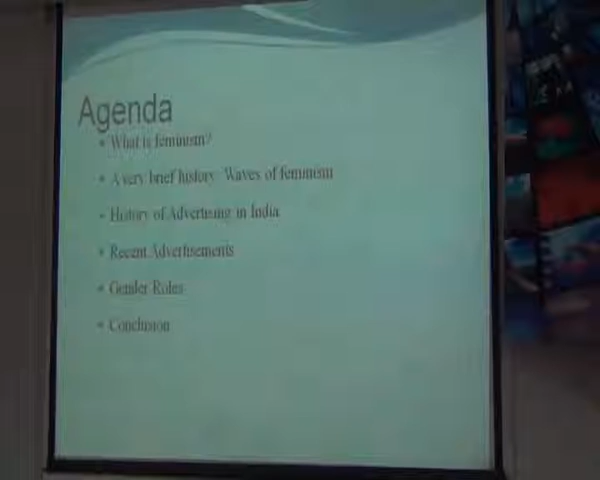 Agenda
• What is feminism?
• A very brief history: Waves of feminism
• History of Advertising in India
• Recent Advertisements
• Gender Roles
• Conclusion